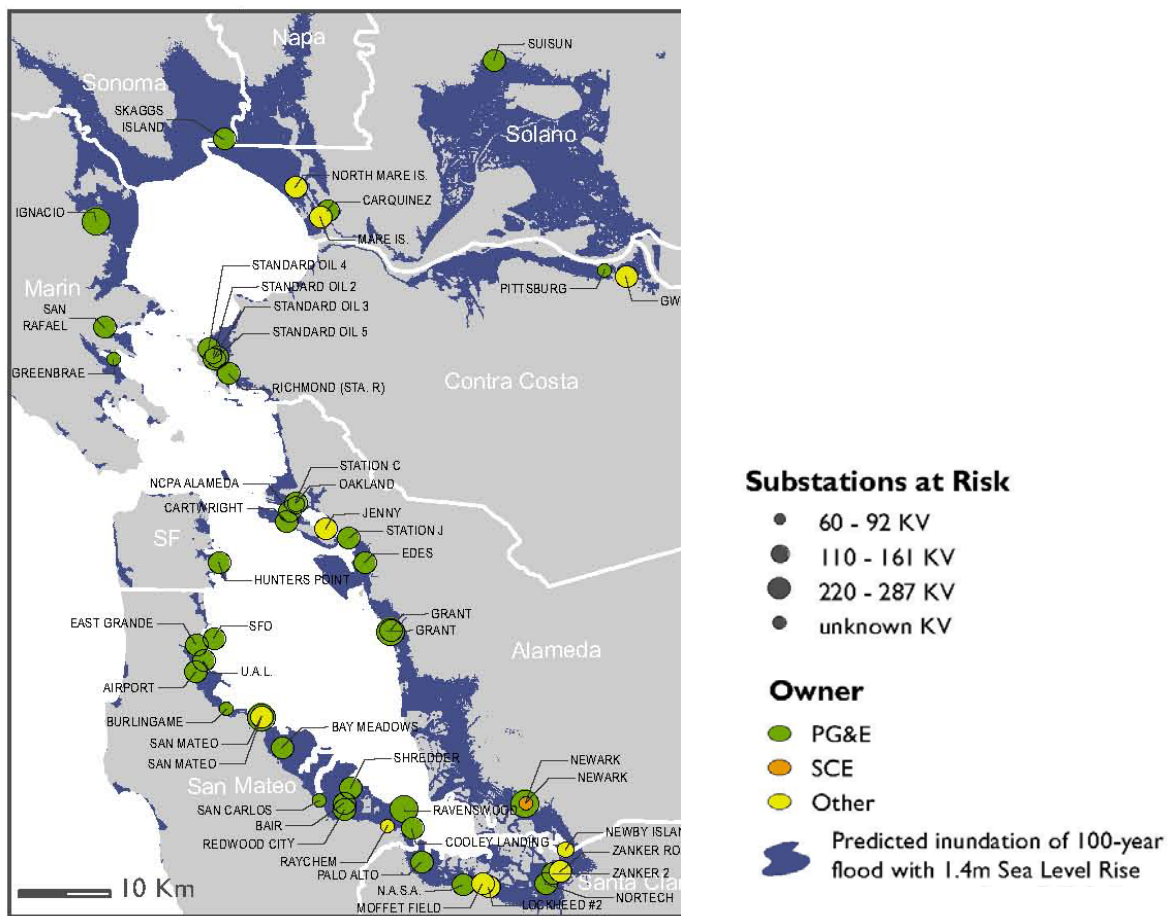 Napa
SUISUN
Sonoma
SKAGGS
ISLAND
Solano
NORTH MARE IS.
CARQUINEZ
IGNACIO
MARE IS.
STANDARD OIL 4
PITTSBURG
GW
Marin
STANDARD OIL 2
SAN
RAFAEL
STANDARD OIL 3
STANDARD OIL 5
GREENBRAE
Contra Costa
RICHMOND (STA. R)
STATION C
NCPA ALAMEDA
OAKLAND
CARTWRIGHT
JENNY
STATION J
SF
EDES
HUNTERS POINT
GRANT
EAST GRANDE
SFO
GRANT
Alameda
U.A.L.
AIRPORT
BURLINGAME
BAY MEADOWS
SAN MATEO
SAN MATEO
SHREDDER
NEWARK
NEWARK
San Mateo
SAN CARLOS
RAVENSWOOD
BAIR
NEWBY ISLAN
REDWOOD CITY
COOLEY LANDING
ZANKER RO
RAYCHEM
PALO ALTO
ZANKER 2
Santa Clar
N.A.S.A.
NORTECH
MOFFET FIELD
LOCKHEED #2
10 Km
Substations at Risk
60 - 92 KV
110 - 161 KV
220 - 287 KV
unknown KV
Owner
PG&E
SCE
Other
Predicted inundation of 100-year
flood with 1.4m Sea Level Rise